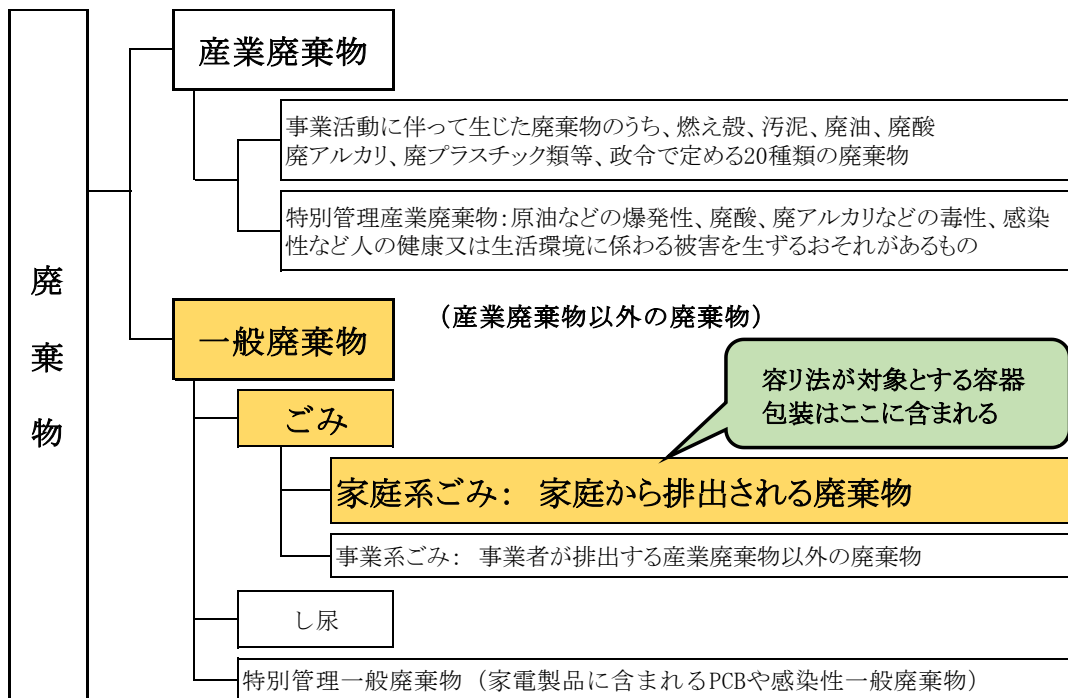 廃棄物
産業廃棄物
事業活動に伴って生じた廃棄物のうち、燃え殻、汚泥、廃油、廃酸
廃アルカリ、廃プラスチック類等、政令で定める20種類の廃棄物
特別管理産業廃棄物：原油などの爆発性、廃酸、廃アルカリなどの毒性、感染
性など人の健康又は生活環境に係わる被害を生ずるおそれがあるもの
一般廃棄物
（産業廃棄物以外の廃棄物）
容リ法が対象とする容器
包装はここに含まれる
ごみ
家庭系ごみ： 家庭から排出される廃棄物
事業系ごみ： 事業者が排出する産業廃棄物以外の廃棄物
し尿
特別管理一般廃棄物（家電製品に含まれるPCBや感染性一般廃棄物）